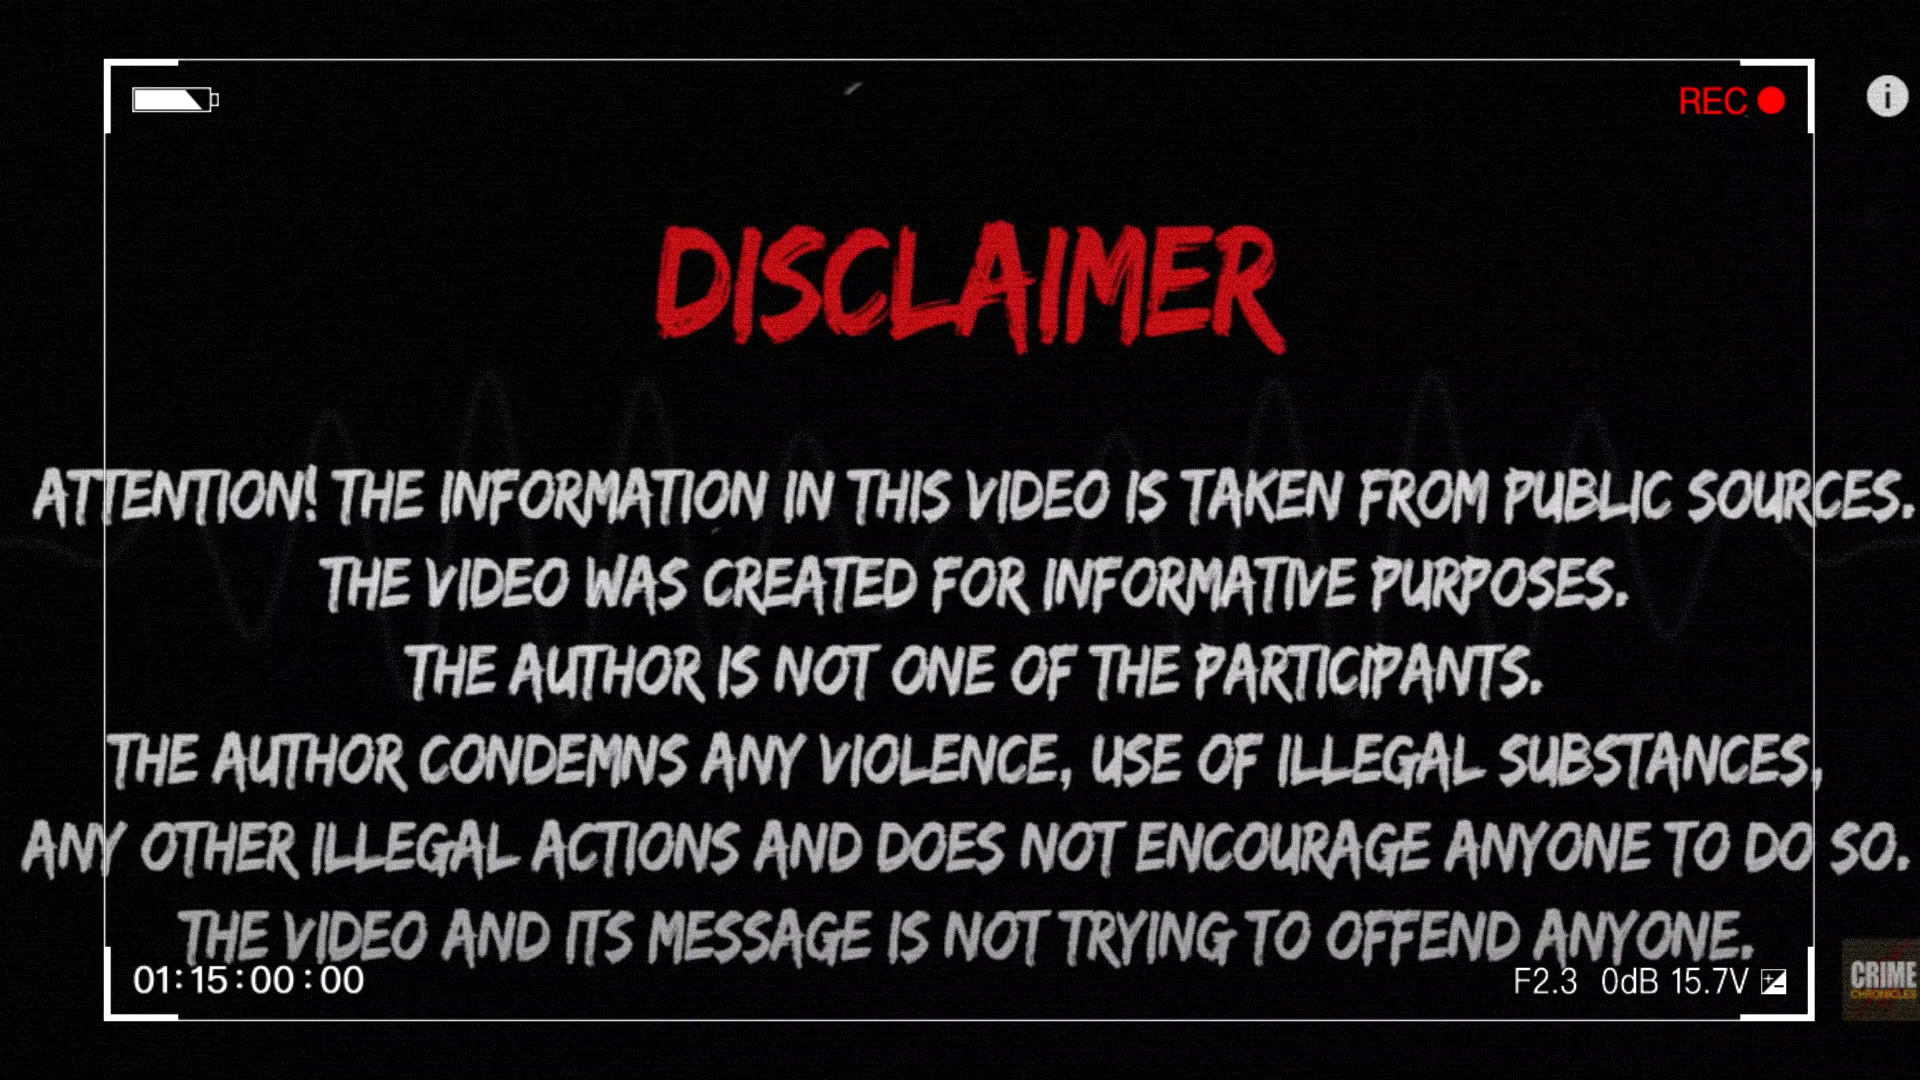 REC
i
DISCLAIMER
ATTENTION! THE INFORMATION IN THIS VIDEO IS TAKEN FROM PUBLIC SOURCES.
THE VIDEO WAS CREATED FOR INFORMATIVE PURPOSES.
THE AUTHOR IS NOT ONE OF THE PARTICIPANTS.
THE AUTHOR CONDEMNS ANY VIOLENCE, USE OF ILLEGAL SUBSTANCES,
ANY OTHER ILLEGAL ACTIONS AND DOES NOT ENCOURAGE ANYONE TO DO SO.
THE VIDEO AND ITS MESSAGE IS NOT TRYING TO OFFEND ANYONE.
01:15:00:00
F2.3 0dB 15.7V
CRIME
CHRONICLES